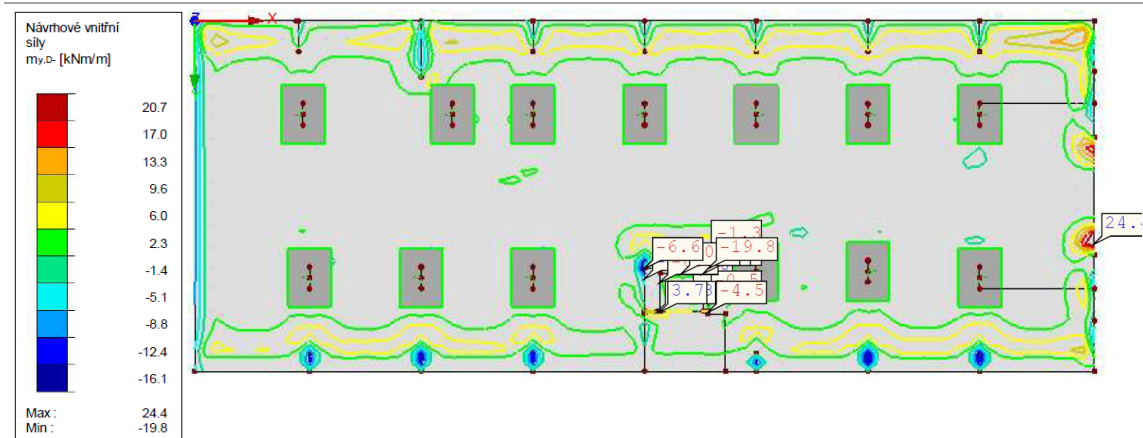 Návrhové vnitřní
síly
my,D- [kNm/m]
20.7
17.0
13.3
9.6
6.0
2.3
-1.4
-5.1
-8.8
-12.4
-16.1
Max : 24.4
Min : -19.8
X
-1.3
-6.6
-19.8
3.73
-4.5